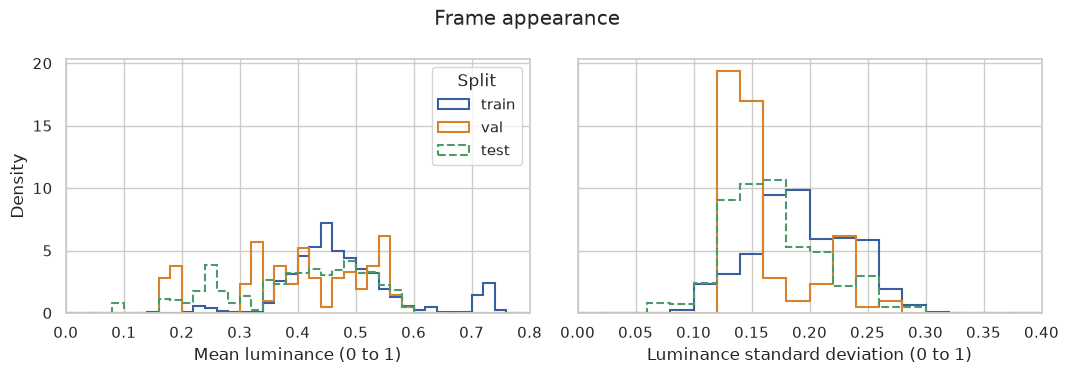 Frame appearance
Split
train
val
test
Density
20
15
10
5
0
0.0 0.1 0.2 0.3 0.4 0.5 0.6 0.7 0.8
Mean luminance (0 to 1)
0.00 0.05 0.10 0.15 0.20 0.25 0.30 0.35 0.40
Luminance standard deviation (0 to 1)